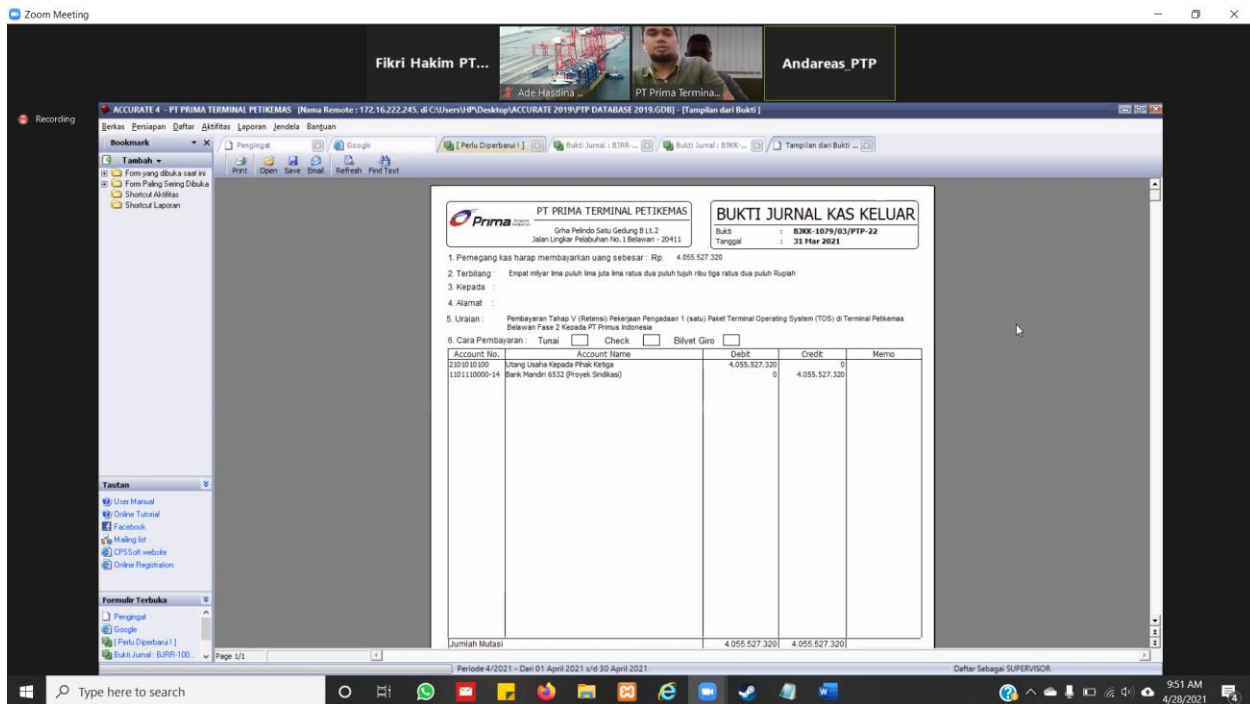 Zoom Meeting
Fikri Hakim PT...
Ade Hasdina
PT Prima Termina...
Andareas_PTP
Recording
ACCURATE 4 - PT PRIMA TERMINAL PETIKEMAS [Nama Remote : 172.16.222.245, di C:\Users\HP\Desktop\ACCURATE 2019\PTP DATABASE 2019.GDB] - [Tampilan dari Bukti ]
Berkas Persiapan Daftar Aktifitas Laporan Jendela Bantuan
Bookmark
Pengingat
Google
[ Perlu Diperbarui ! ]
Bukti Jurnal : BJRR-...
Bukti Jurnal : BJKK-...
Tampilan dari Bukti ...
Tambah
Print Open Save Email Refresh Find Text
Form yang dibuka saat ini
Form Paling Sering Dibuka
Shortcut Aktifitas
Shortcut Laporan
Prima
PT PRIMA TERMINAL PETIKEMAS
Grha Pelindo Satu Gedung B Lt.2
Jalan Lingkar Pelabuhan No.1 Belawan - 20411
BUKTI JURNAL KAS KELUAR
Bukti : BJKK-1079/03/PTP-22
Tanggal : 31 Mar 2021
1. Pemegang kas harap membayarkan uang sebesar : Rp. 4.055.527.320
2. Terbilang : Empat milyar lima puluh lima juta lima ratus dua puluh tujuh ribu tiga ratus dua puluh Rupiah
3. Kepada :
4. Alamat :
5. Uraian : Pembayaran Tahap V (Retensi) Pekerjaan Pengadaan 1 (satu) Paket Terminal Operating System (TOS) di Terminal Petikemas
Belawan Fase 2 Kepada PT Primus Indonesia
6. Cara Pembayaran : Tunai Check Bilyet Giro
Account No. Account Name Debit Credit Memo
2101010100 Utang Usaha Kepada Pihak Ketiga 4.055.527.320 0
1101110000-14 Bank Mandiri 6532 (Proyek Sindikasi) 0 4.055.527.320
Jumlah Mutasi 4.055.527.320 4.055.527.320
Tautan
User Manual
Online Tutorial
Facebook
Mailing list
CPSSoft website
Online Registration
Formulir Terbuka
Pengingat
Google
[ Perlu Diperbarui ! ]
Bukti Jurnal : BJRR-100...
Page 1/1
Periode 4/2021 - Dari 01 April 2021 s/d 30 April 2021
Daftar Sebagai SUPERVISOR
Type here to search
9:51 AM
4/28/2021
4